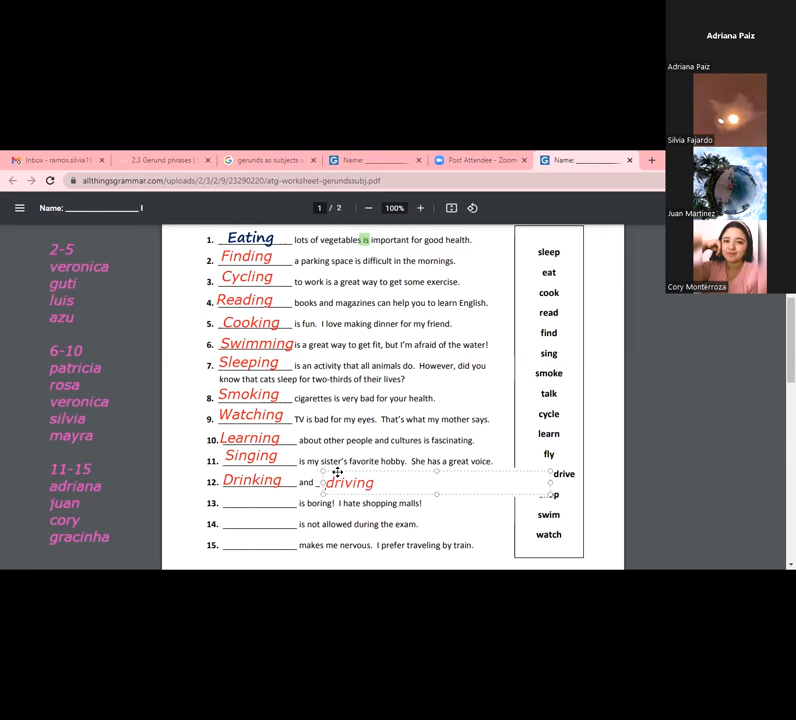 Adriana Paiz
Adriana Paiz
Silvia Fajardo
Juan Martinez
Cory Monterroza
Inbox - ramos.silvia19
2.3 Gerund phrases |
gerunds as subjects
Name: ____________
Post Attendee - Zoom
Name: ____________
allthingsgrammar.com/uploads/2/3/2/9/23290220/atg-worksheet-gerundssubj.pdf
Name: ______________ I
1 / 2
100%
2-5
veronica
guti
luis
azu
6-10
patricia
rosa
veronica
silvia
mayra
11-15
adriana
juan
cory
gracinha
1. Eating lots of vegetables is important for good health.
2. Finding a parking space is difficult in the mornings.
3. Cycling to work is a great way to get some exercise.
4. Reading books and magazines can help you to learn English.
5. Cooking is fun. I love making dinner for my friend.
6. Swimming is a great way to get fit, but I'm afraid of the water!
7. Sleeping is an activity that all animals do. However, did you
know that cats sleep for two-thirds of their lives?
8. Smoking cigarettes is very bad for your health.
9. Watching TV is bad for my eyes. That's what my mother says.
10. Learning about other people and cultures is fascinating.
11. Singing is my sister's favorite hobby. She has a great voice.
12. Drinking and _ driving
13. ________________ is boring! I hate shopping malls!
14. ________________ is not allowed during the exam.
15. ________________ makes me nervous. I prefer traveling by train.
sleep
eat
cook
read
find
sing
smoke
talk
cycle
learn
fly
drive
swim
watch